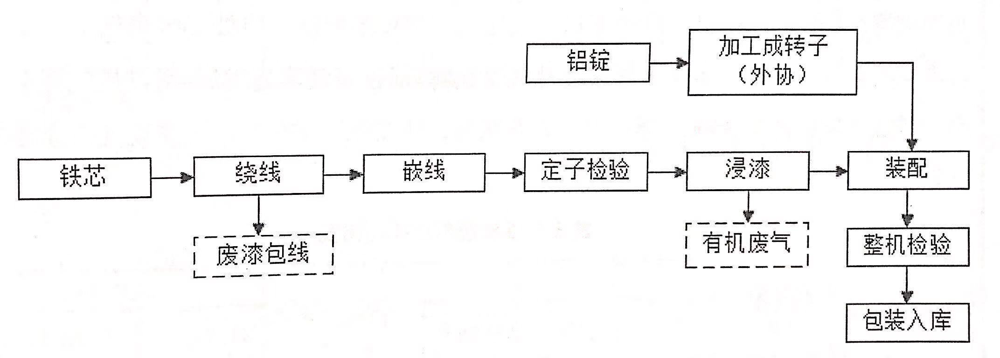 铝锭
加工成转子
（外协）
铁芯
绕线
嵌线
定子检验
浸漆
装配
废漆包线
有机废气
整机检验
包装入库